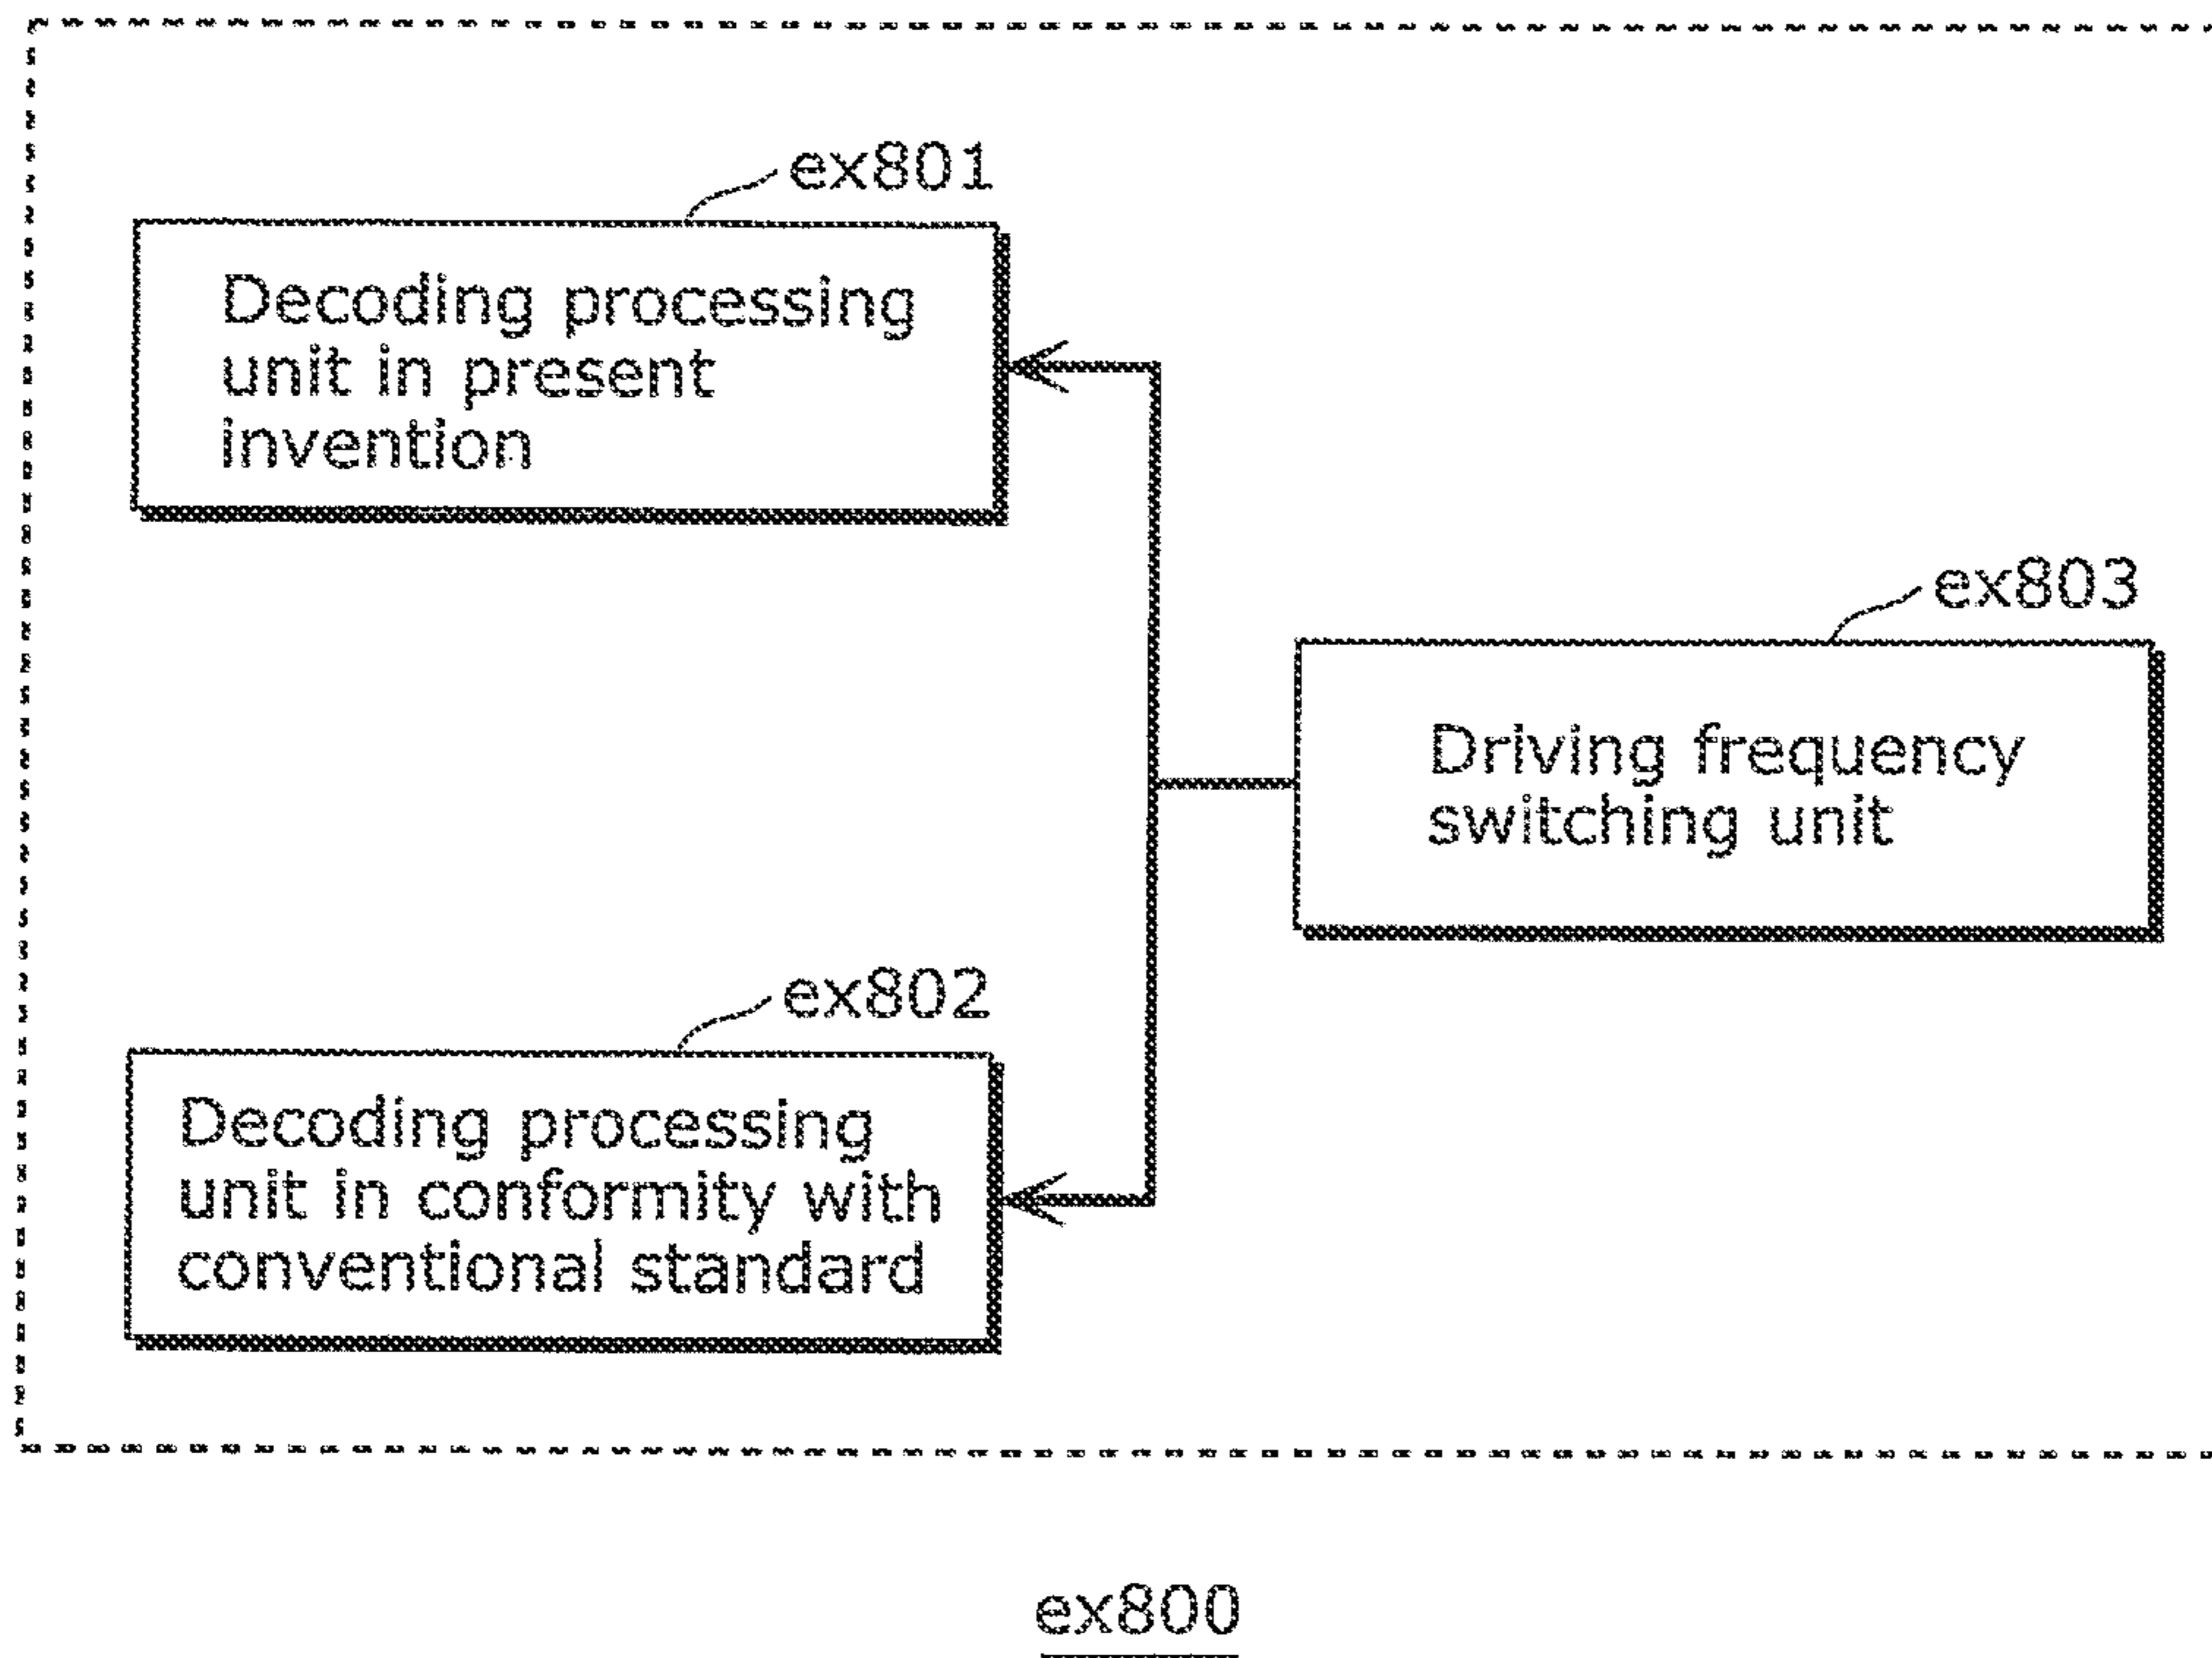 ex801
Decoding processing
unit in present
invention
ex803
Driving frequency
switching unit
ex802
Decoding processing
unit in conformity with
conventional standard
ex800